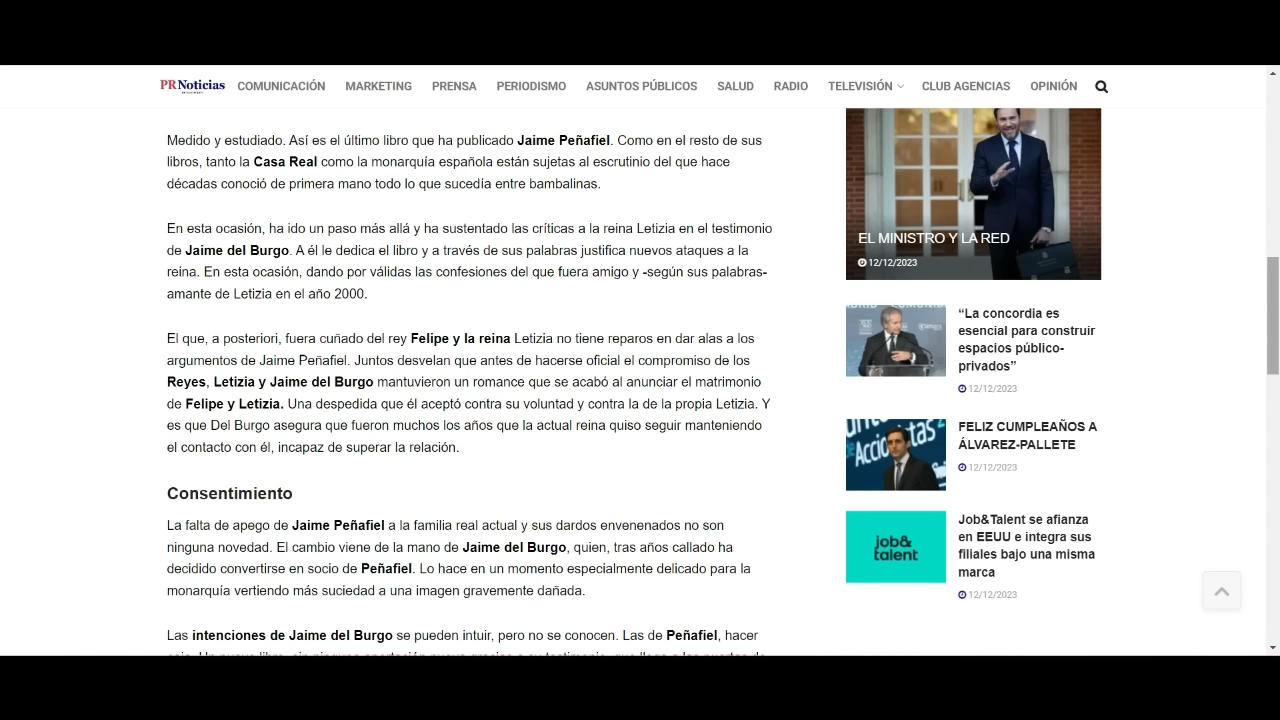 PRNoticias COMUNICACIÓN MARKETING PRENSA PERIODISMO ASUNTOS PÚBLICOS SALUD RADIO TELEVISIÓN CLUB AGENCIAS OPINIÓN
Medido y estudiado. Así es el último libro que ha publicado Jaime Peñafiel. Como en el resto de sus
libros, tanto la Casa Real como la monarquía española están sujetas al escrutinio del que hace
décadas conoció de primera mano todo lo que sucedía entre bambalinas.
En esta ocasión, ha ido un paso más allá y ha sustentado las críticas a la reina Letizia en el testimonio
de Jaime del Burgo. A él le dedica el libro y a través de sus palabras justifica nuevos ataques a la
reina. En esta ocasión, dando por válidas las confesiones del que fuera amigo y -según sus palabras-
amante de Letizia en el año 2000.
El que, a posteriori, fuera cuñado del rey Felipe y la reina Letizia no tiene reparos en dar alas a los
argumentos de Jaime Peñafiel. Juntos desvelan que antes de hacerse oficial el compromiso de los
Reyes, Letizia y Jaime del Burgo mantuvieron un romance que se acabó al anunciar el matrimonio
de Felipe y Letizia. Una despedida que él aceptó contra su voluntad y contra la de la propia Letizia. Y
es que Del Burgo asegura que fueron muchos los años que la actual reina quiso seguir manteniendo
el contacto con él, incapaz de superar la relación.
Consentimiento
La falta de apego de Jaime Peñafiel a la familia real actual y sus dardos envenenados no son
ninguna novedad. El cambio viene de la mano de Jaime del Burgo, quien, tras años callado ha
decidido convertirse en socio de Peñafiel. Lo hace en un momento especialmente delicado para la
monarquía vertiendo más suciedad a una imagen gravemente dañada.
Las intenciones de Jaime del Burgo se pueden intuir, pero no se conocen. Las de Peñafiel, hacer
EL MINISTRO Y LA RED
12/12/2023
“La concordia es
esencial para construir
espacios público-
privados”
12/12/2023
Accionistas
FELIZ CUMPLEAÑOS A
ÁLVAREZ-PALLETE
12/12/2023
job&
talent
Job&Talent se afianza
en EEUU e integra sus
filiales bajo una misma
marca
12/12/2023